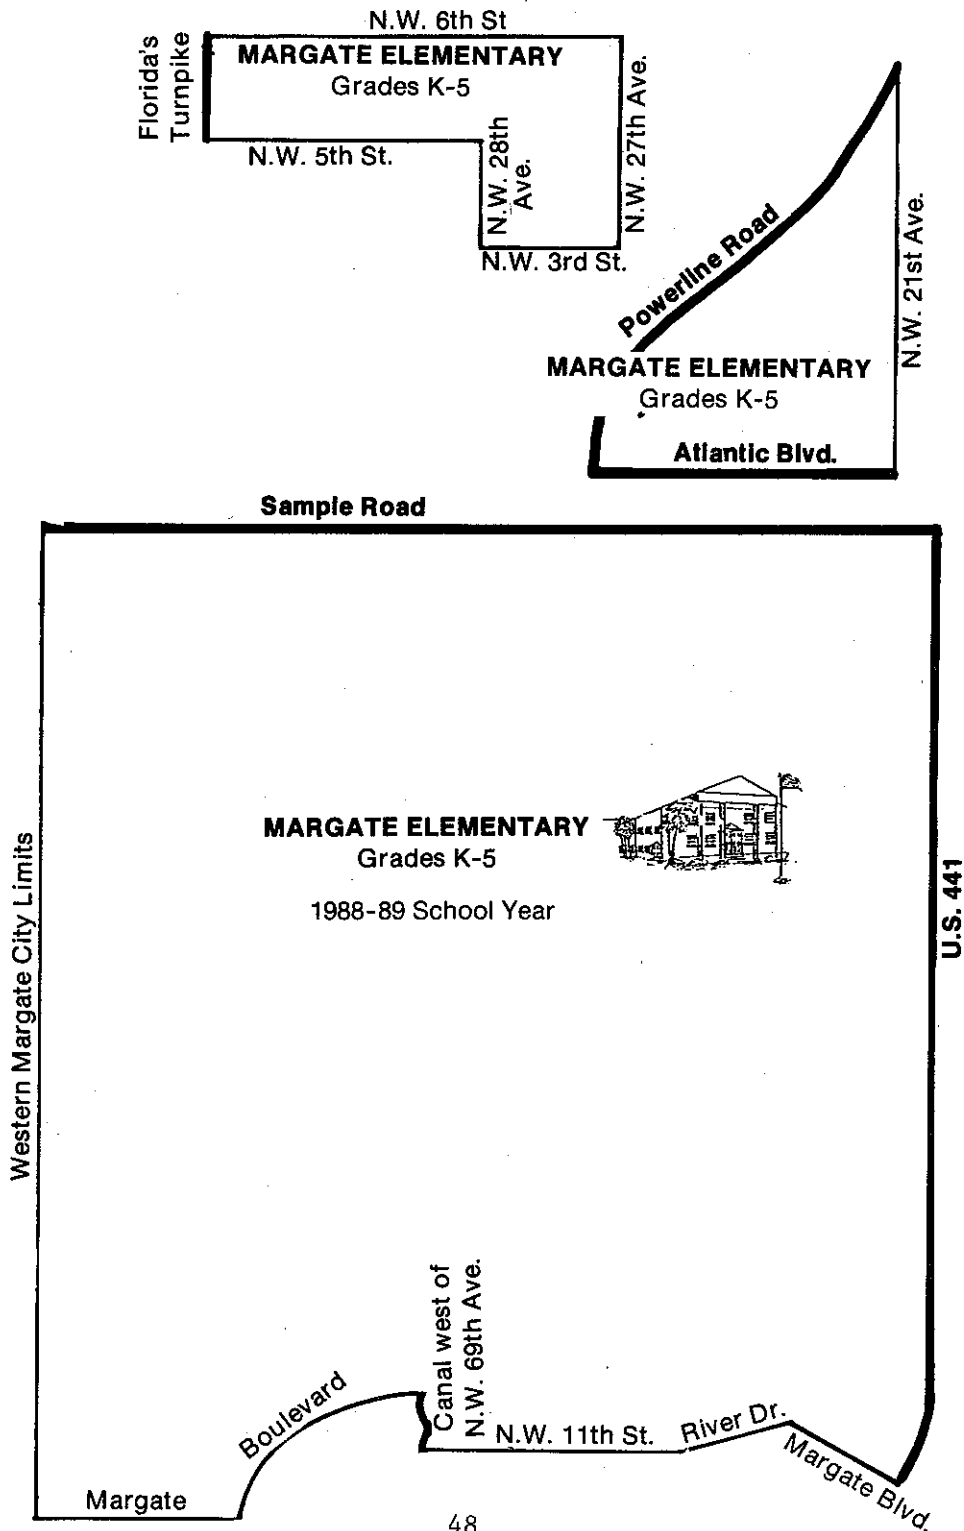 N.W. 6th St
Florida's
Turnpike
MARGATE ELEMENTARY
Grades K-5
N.W. 27th Ave.
N.W. 5th St.
N.W. 28th
Ave.
N.W. 3rd St.
Powerline Road
N.W. 21st Ave.
MARGATE ELEMENTARY
Grades K-5
Atlantic Blvd.
Sample Road
Western Margate City Limits
MARGATE ELEMENTARY
Grades K-5
1988-89 School Year
U.S. 441
Canal west of
N.W. 69th Ave.
Boulevard
N.W. 11th St.
River Dr.
Margate Blvd.
Margate
48